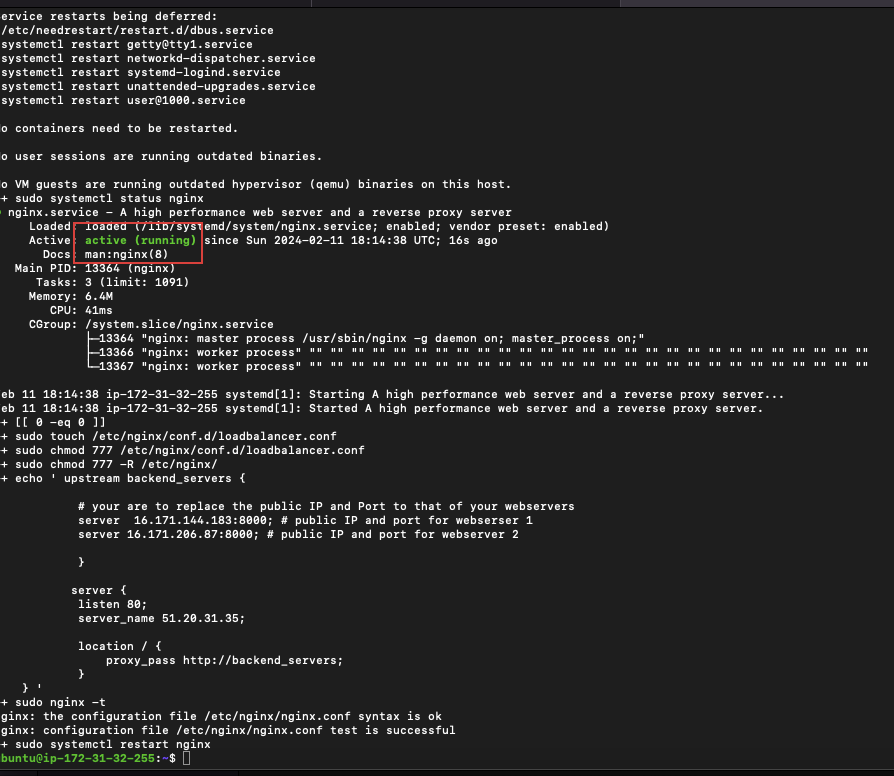 ervice restarts being deferred:
/etc/needrestart/restart.d/dbus.service
systemctl restart getty@tty1.service
systemctl restart networkd-dispatcher.service
systemctl restart systemd-logind.service
systemctl restart unattended-upgrades.service
systemctl restart user@1000.service
o containers need to be restarted.
o user sessions are running outdated binaries.
o VM guests are running outdated hypervisor (qemu) binaries on this host.
+ sudo systemctl status nginx
nginx.service - A high performance web server and a reverse proxy server
Loaded: loaded (/lib/systemd/system/nginx.service; enabled; vendor preset: enabled)
Active: active (running) since Sun 2024-02-11 18:14:38 UTC; 16s ago
Docs: man:nginx(8)
Main PID: 13364 (nginx)
Tasks: 3 (limit: 1091)
Memory: 6.4M
CPU: 41ms
CGroup: /system.slice/nginx.service
├─13364 "nginx: master process /usr/sbin/nginx -g daemon on; master_process on;"
├─13366 "nginx: worker process" "" "" "" "" "" "" "" "" "" "" "" "" "" "" "" "" "" "" "" "" "" "" "" "" "" "" ""
└─13367 "nginx: worker process" "" "" "" "" "" "" "" "" "" "" "" "" "" "" "" "" "" "" "" "" "" "" "" "" "" "" ""
eb 11 18:14:38 ip-172-31-32-255 systemd[1]: Starting A high performance web server and a reverse proxy server...
eb 11 18:14:38 ip-172-31-32-255 systemd[1]: Started A high performance web server and a reverse proxy server.
+ [[ 0 -eq 0 ]]
+ sudo touch /etc/nginx/conf.d/loadbalancer.conf
+ sudo chmod 777 /etc/nginx/conf.d/loadbalancer.conf
+ sudo chmod 777 -R /etc/nginx/
+ echo ' upstream backend_servers {
# your are to replace the public IP and Port to that of your webservers
server  16.171.144.183:8000; # public IP and port for webserser 1
server 16.171.206.87:8000; # public IP and port for webserver 2
}
server {
listen 80;
server_name 51.20.31.35;
location / {
proxy_pass http://backend_servers;
}
} '
+ sudo nginx -t
ginx: the configuration file /etc/nginx/nginx.conf syntax is ok
ginx: configuration file /etc/nginx/nginx.conf test is successful
+ sudo systemctl restart nginx
buntu@ip-172-31-32-255:~$